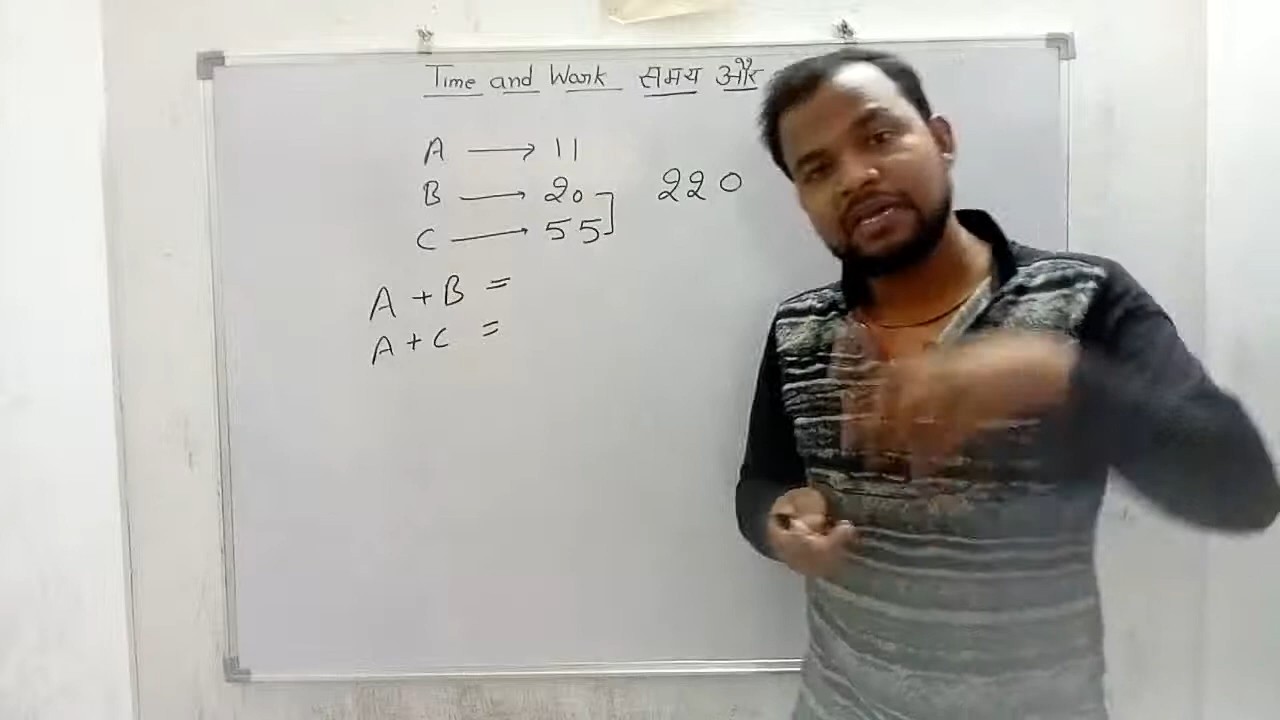 Time and Work समय और
A → 11
B → 20
C → 55
220
A + B =
A + C =